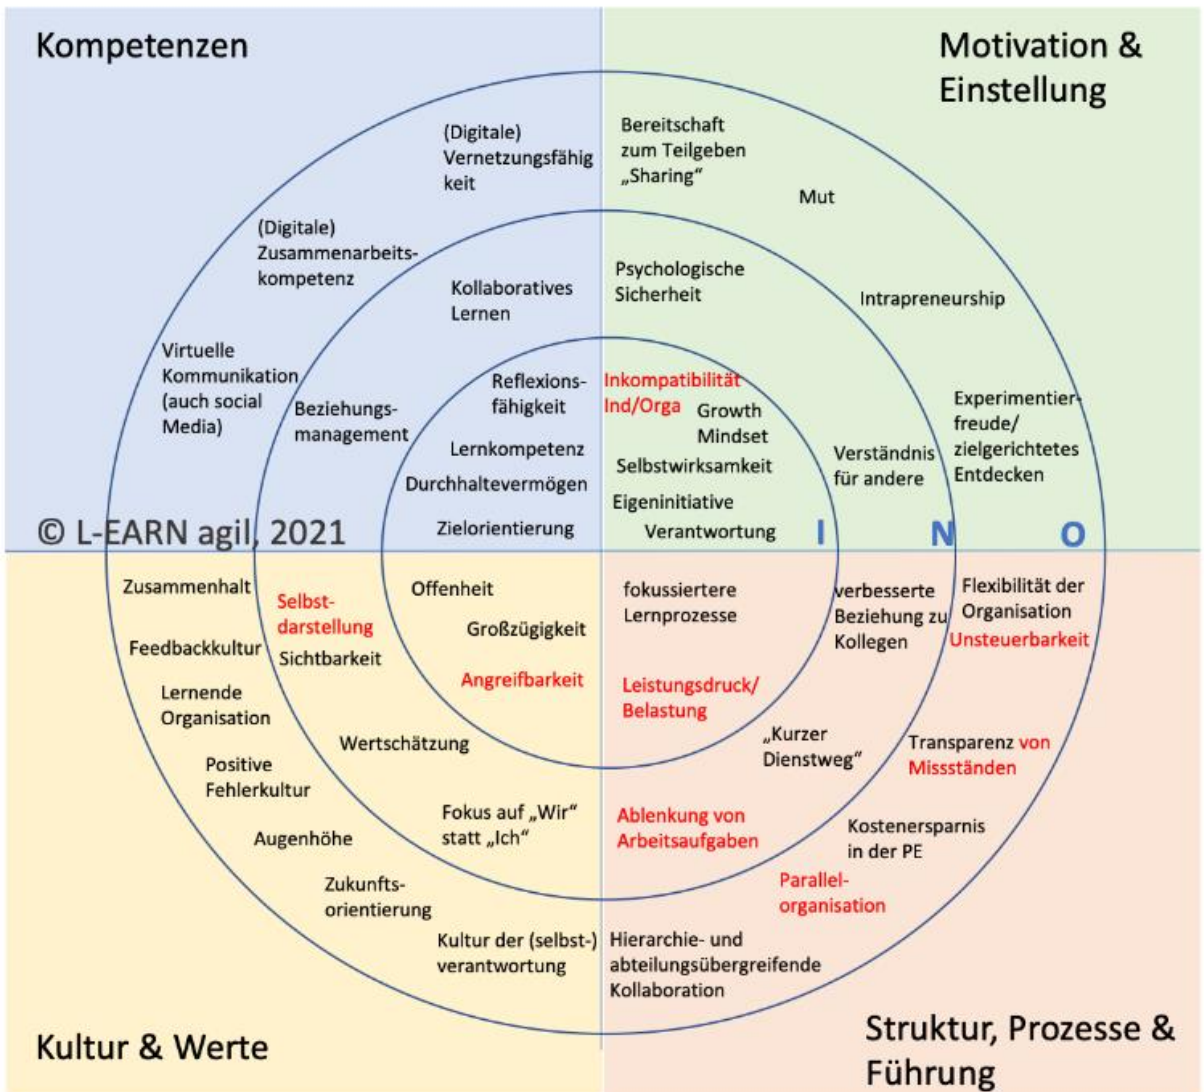 Kompetenzen
(Digitale)
Vernetzungsfähig
keit
(Digitale)
Zusammenarbeits-
kompetenz
Kollaboratives
Lernen
Virtuelle
Kommunikation
(auch social
Media)
Beziehungs-
management
Reflexions-
fähigkeit
Lernkompetenz
Durchhaltevermögen
Zielorientierung
© L-EARN agil, 2021
Motivation &
Einstellung
Bereitschaft
zum Teilgeben
„Sharing“
Mut
Psychologische
Sicherheit
Intrapreneurship
Inkompatibilität
Ind/Orga
Growth
Mindset
Selbstwirksamkeit
Eigeninitiative
Verantwortung
Verständnis
für andere
Experimentier-
freude/
zielgerichtetes
Entdecken
I
N
O
Zusammenhalt
Feedbackkultur
Lernende
Organisation
Positive
Fehlerkultur
Augenhöhe
Zukunfts-
orientierung
Kultur der (selbst-)
verantwortung
Selbst-
darstellung
Sichtbarkeit
Wertschätzung
Fokus auf „Wir“
statt „Ich“
Offenheit
Großzügigkeit
Angreifbarkeit
Kultur & Werte
fokussiertere
Lernprozesse
Leistungsdruck/
Belastung
verbesserte
Beziehung zu
Kollegen
„Kurzer
Dienstweg“
Ablenkung von
Arbeitsaufgaben
Flexibilität der
Organisation
Unsteuerbarkeit
Transparenz von
Missständen
Kostenersparnis
in der PE
Parallel-
organisation
Hierarchie- und
abteilungsübergreifende
Kollaboration
Struktur, Prozesse &
Führung